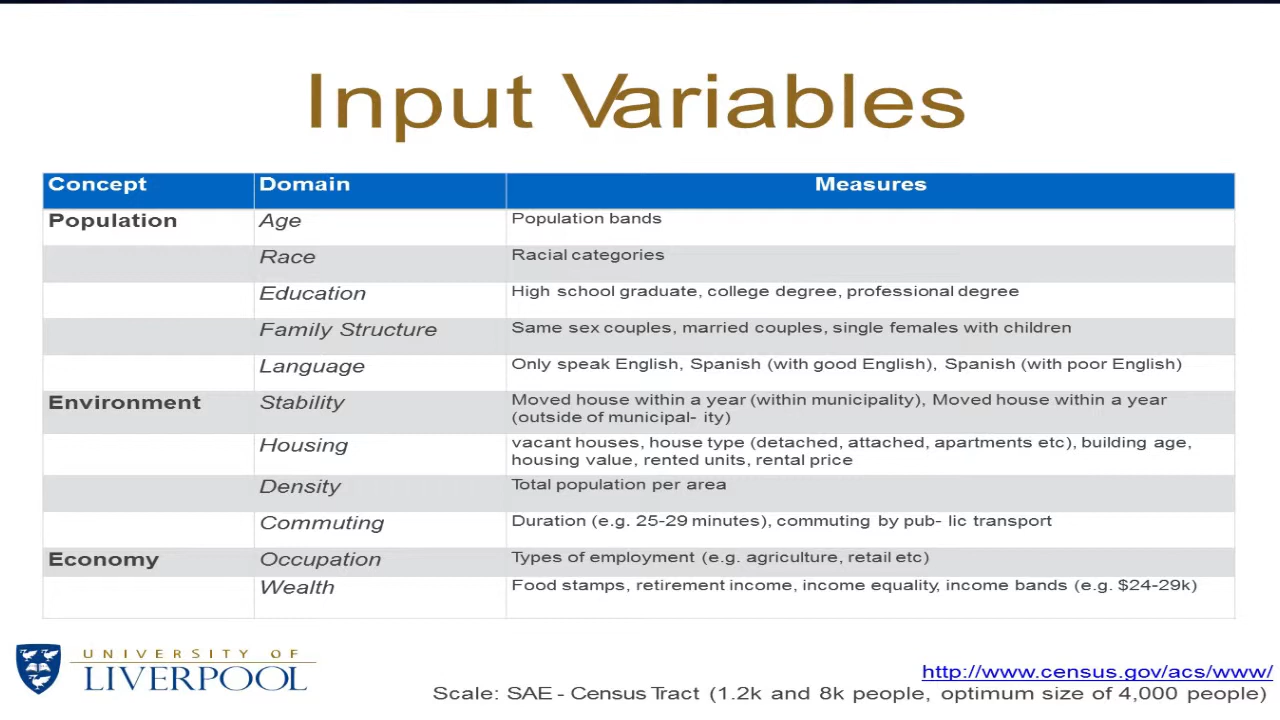 Input Variables
Concept Domain Measures
Population Age Population bands
Race Racial categories
Education High school graduate, college degree, professional degree
Family Structure Same sex couples, married couples, single females with children
Language Only speak English, Spanish (with good English), Spanish (with poor English)
Environment Stability Moved house within a year (within municipality), Moved house within a year
(outside of municipal- ity)
Housing vacant houses, house type (detached, attached, apartments etc), building age,
housing value, rented units, rental price
Density Total population per area
Commuting Duration (e.g. 25-29 minutes), commuting by pub- lic transport
Economy Occupation Types of employment (e.g. agriculture, retail etc)
Wealth Food stamps, retirement income, income equality, income bands (e.g. $24-29k)
UNIVERSITY OF
LIVERPOOL
http://www.census.gov/acs/www/
Scale: SAE - Census Tract (1.2k and 8k people, optimum size of 4,000 people)